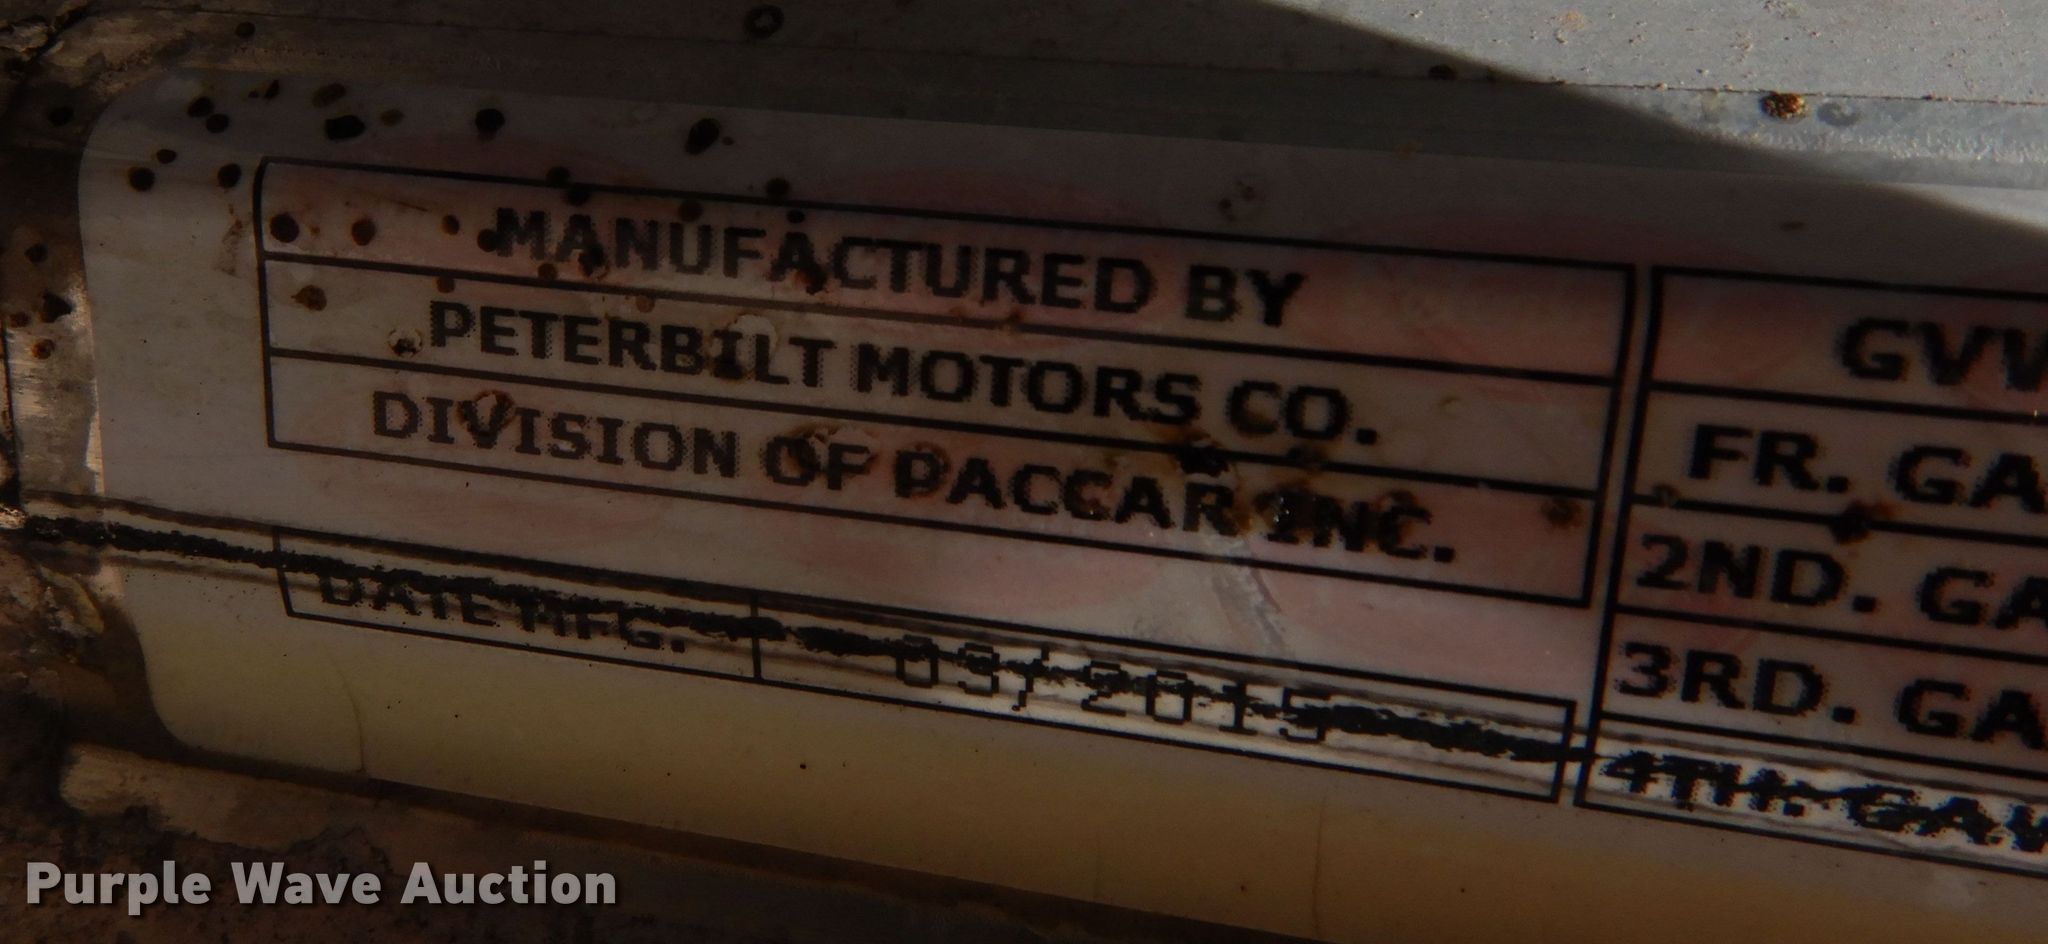 MANUFACTURED BY
PETERBILT MOTORS CO.
DIVISION OF PACCAR INC.
DATE MFG. 03/2015
GVW
FR. GA
2ND. GA
3RD. GA
4TH. GAW
Purple Wave Auction